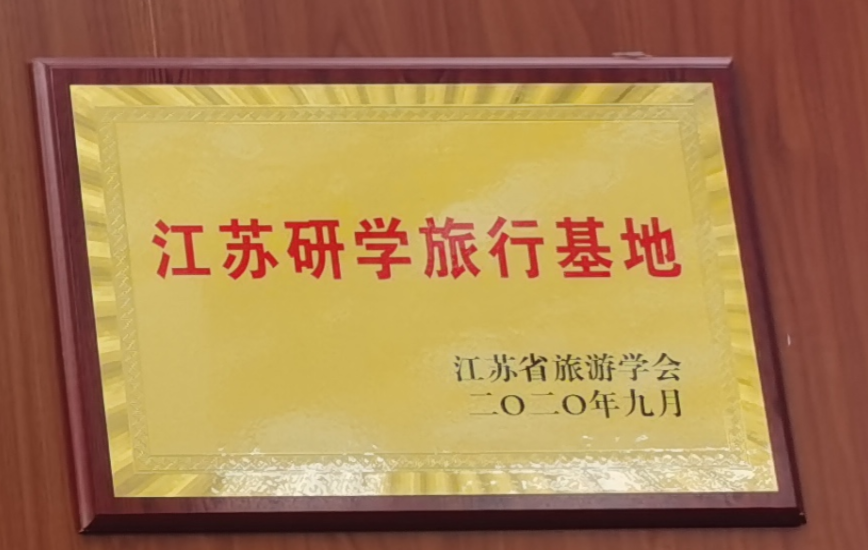 江苏研学旅行基地
江苏省旅游学会
二〇二〇年九月